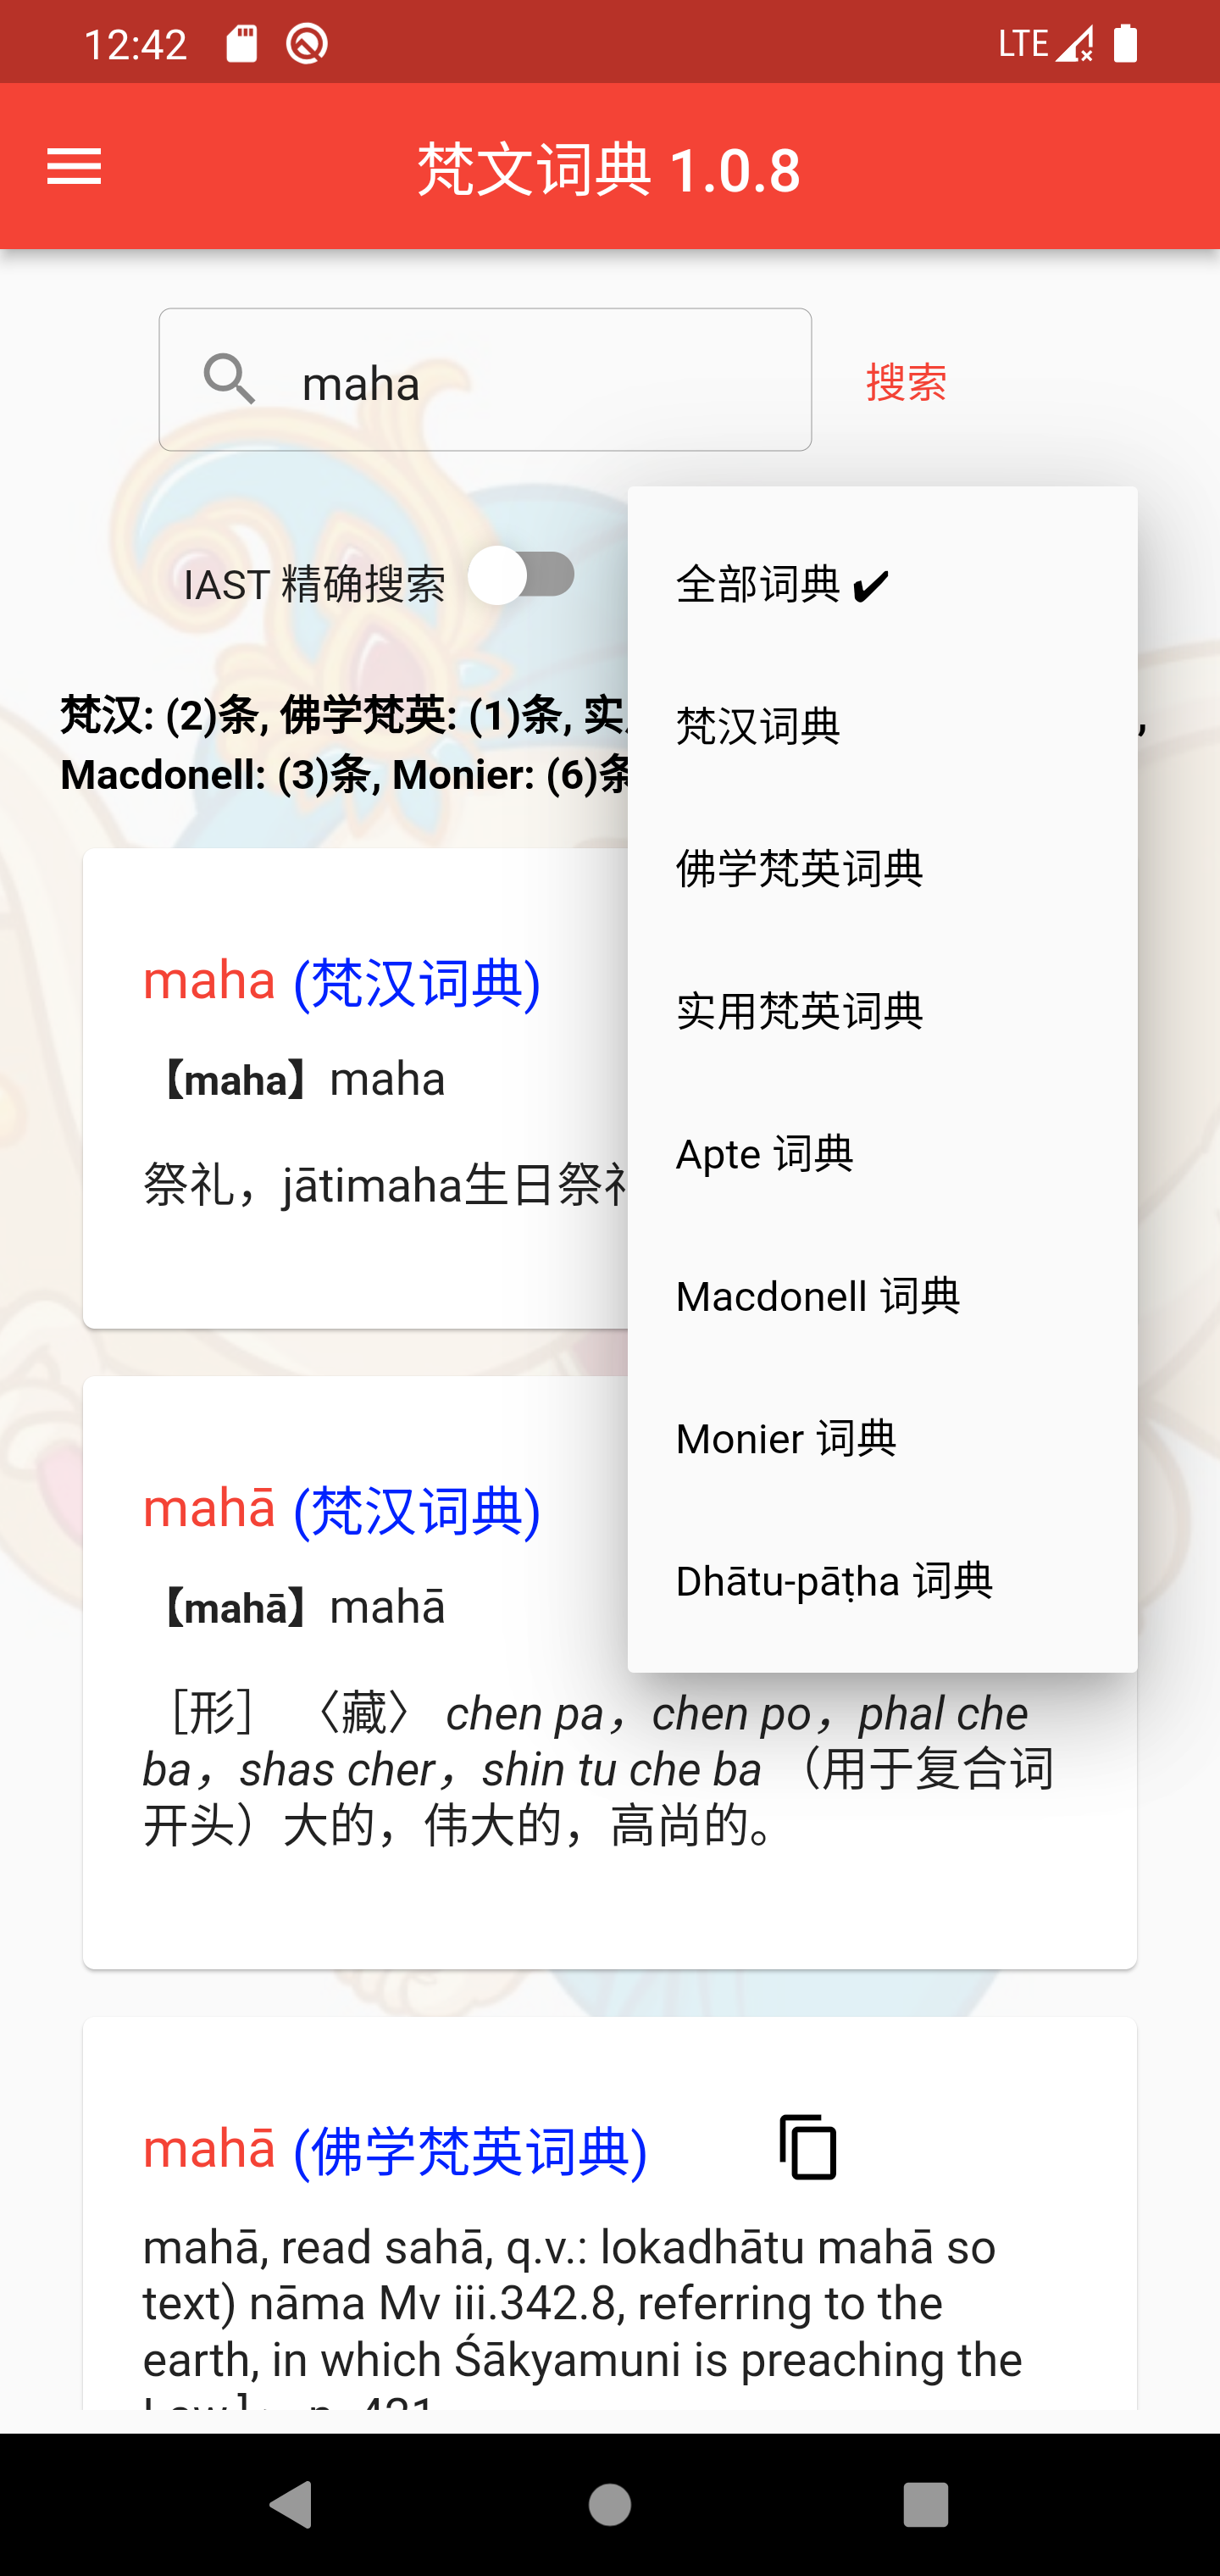 12:42 LTE
梵文词典 1.0.8
maha 搜索
IAST 精确搜索
全部词典 ✔
梵汉词典
佛学梵英词典
实用梵英词典
Apte 词典
Macdonell 词典
Monier 词典
Dhātu-pāṭha 词典
梵汉: (2)条, 佛学梵英: (1)条, 实
Macdonell: (3)条, Monier: (6)条
maha (梵汉词典)
【maha】maha
祭礼，jātimaha生日祭礼
mahā (梵汉词典)
【mahā】mahā
［形］〈藏〉 chen pa，chen po，phal che
ba，shas cher，shin tu che ba （用于复合词
开头）大的，伟大的，高尚的。
mahā (佛学梵英词典)
mahā, read sahā, q.v.: lokadhātu mahā so
text) nāma Mv iii.342.8, referring to the
earth, in which Śākyamuni is preaching the